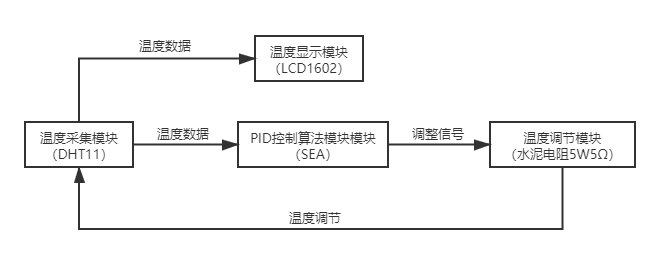 温度数据
温度显示模块
（LCD1602）
温度采集模块
（DHT11）
温度数据
PID控制算法模块模块
（SEA）
调整信号
温度调节模块
（水泥电阻5W5Ω）
温度调节